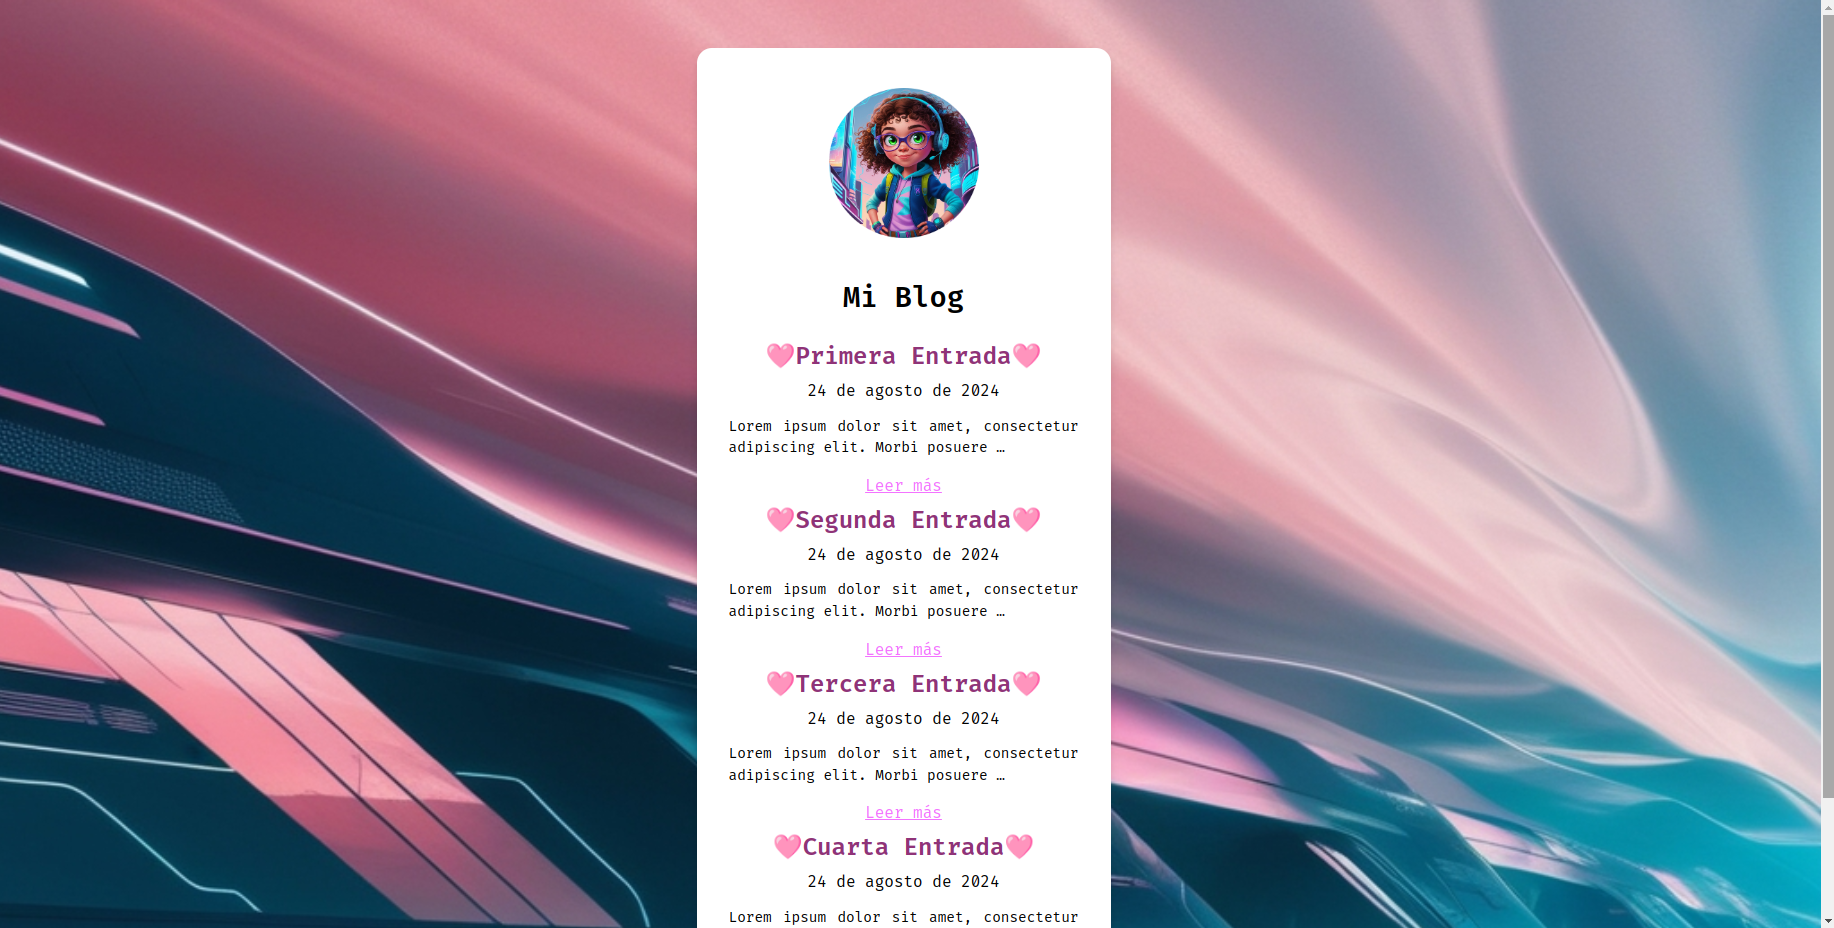 Mi Blog
🩷Primera Entrada🩷
24 de agosto de 2024
Lorem ipsum dolor sit amet, consectetur
adipiscing elit. Morbi posuere …
Leer más
🩷Segunda Entrada🩷
24 de agosto de 2024
Lorem ipsum dolor sit amet, consectetur
adipiscing elit. Morbi posuere …
Leer más
🩷Tercera Entrada🩷
24 de agosto de 2024
Lorem ipsum dolor sit amet, consectetur
adipiscing elit. Morbi posuere …
Leer más
🩷Cuarta Entrada🩷
24 de agosto de 2024
Lorem ipsum dolor sit amet, consectetur